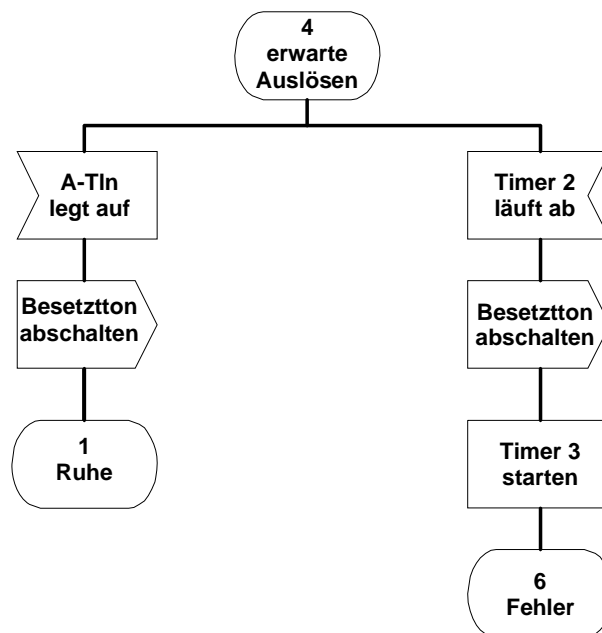 4
erwarte
Auslösen
A-Tln
legt auf
Timer 2
läuft ab
Besetztton
abschalten
Besetztton
abschalten
1
Ruhe
Timer 3
starten
6
Fehler